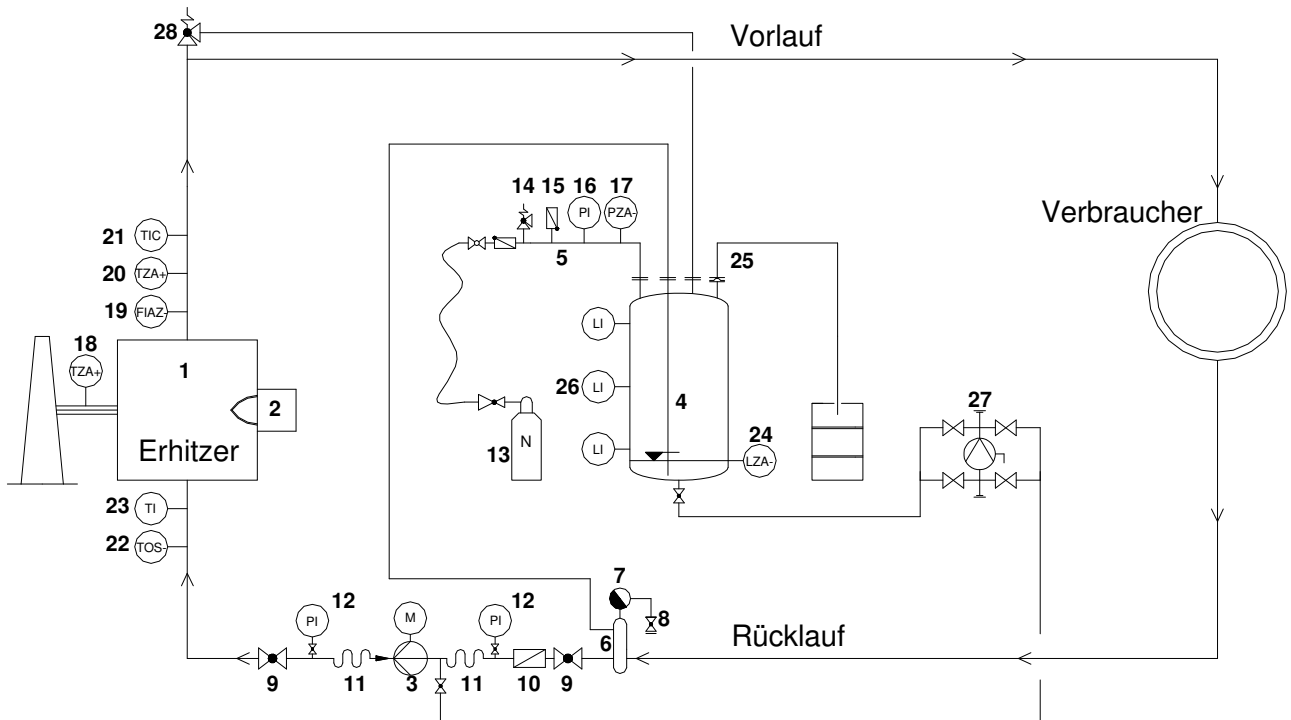 28
Vorlauf
14 15 16 17
PI PZA-
Verbraucher
21 TIC
5
25
20 TZA+
19 FIAZ-
LI
18
TZA+
1
26 LI
4
2
27
Erhitzer
N
13
LI
24
LZA-
23 TI
22 TOS-
7
12 12
PI M PI
8
6
Rücklauf
9 11 3 11 10 9